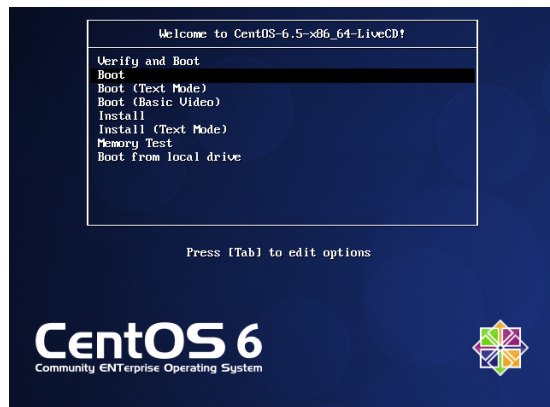 Welcome to CentOS-6.5-x86_64-LiveCD!
Verify and Boot
Boot
Boot (Text Mode)
Boot (Basic Video)
Install
Install (Text Mode)
Memory Test
Boot from local drive
Press [Tab] to edit options
CentOS 6
Community ENTerprise Operating System